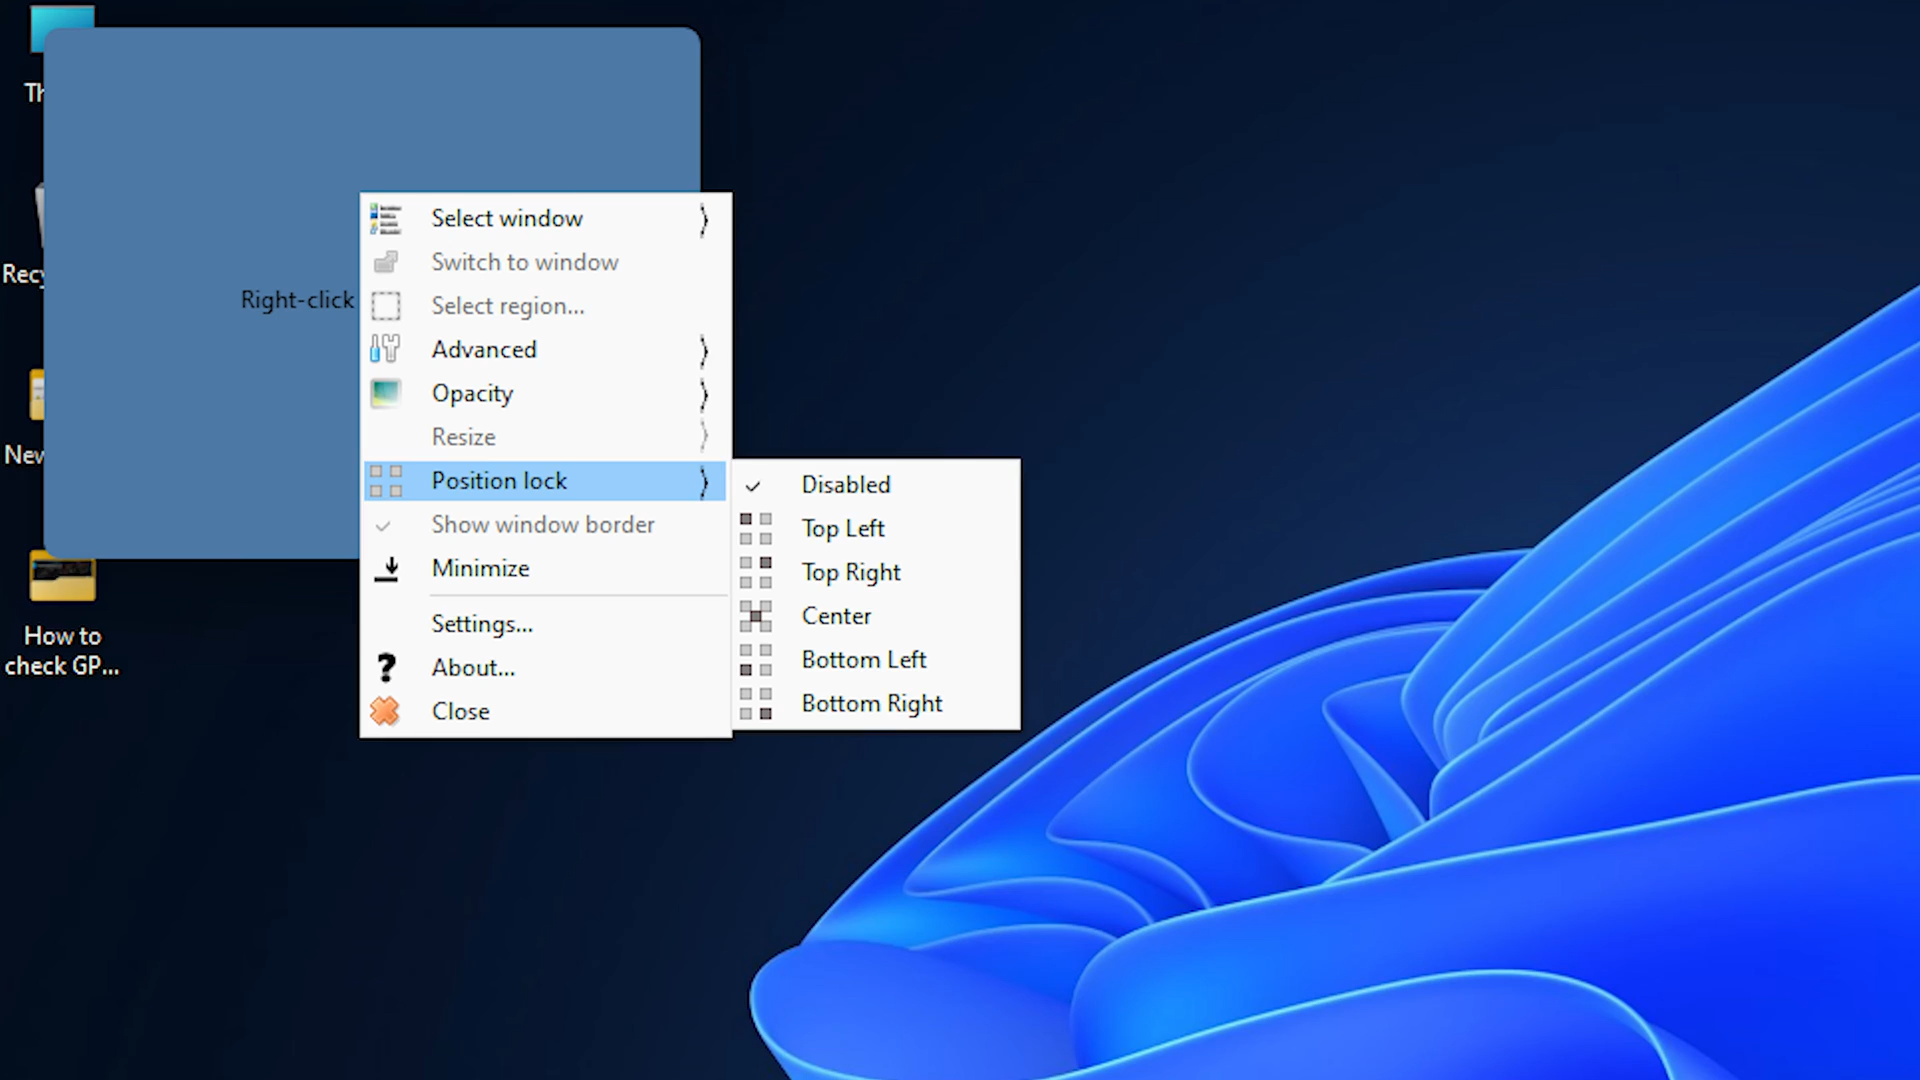 Th
Recy
New
How to
check GP...
Right-click
Select window
Switch to window
Select region...
Advanced
Opacity
Resize
Position lock
Show window border
Minimize
Settings...
About...
Close
Disabled
Top Left
Top Right
Center
Bottom Left
Bottom Right